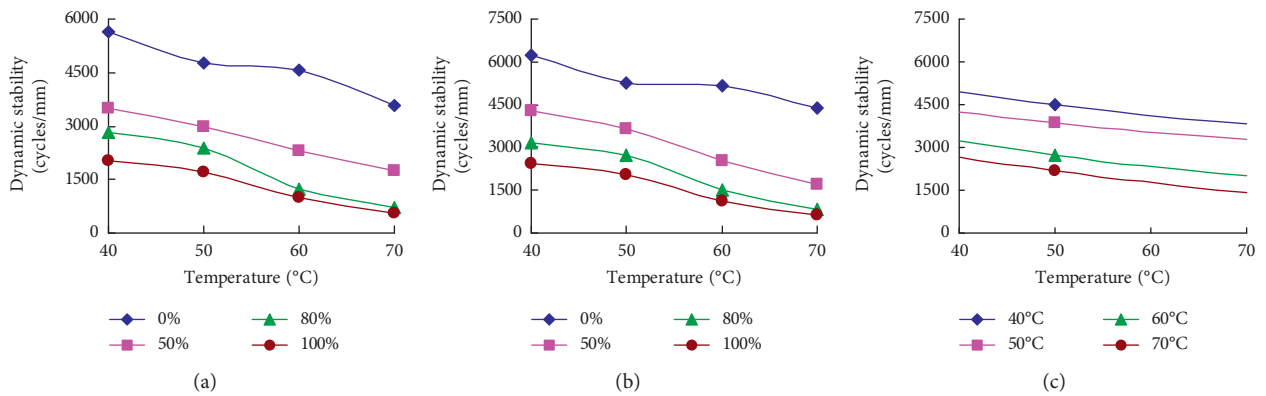 Dynamic stability
(cycles/mm)
6000
4500
3000
1500
0
40 50 60 70
Temperature (°C)
0% 80%
50% 100%
(a)
Dynamic stability
(cycles/mm)
7500
6000
4500
3000
1500
0
40 50 60 70
Temperature (°C)
0% 80%
50% 100%
(b)
Dynamic stability
(cycles/mm)
7500
6000
4500
3000
1500
0
40 50 60 70
Temperature (°C)
40°C 60°C
50°C 70°C
(c)